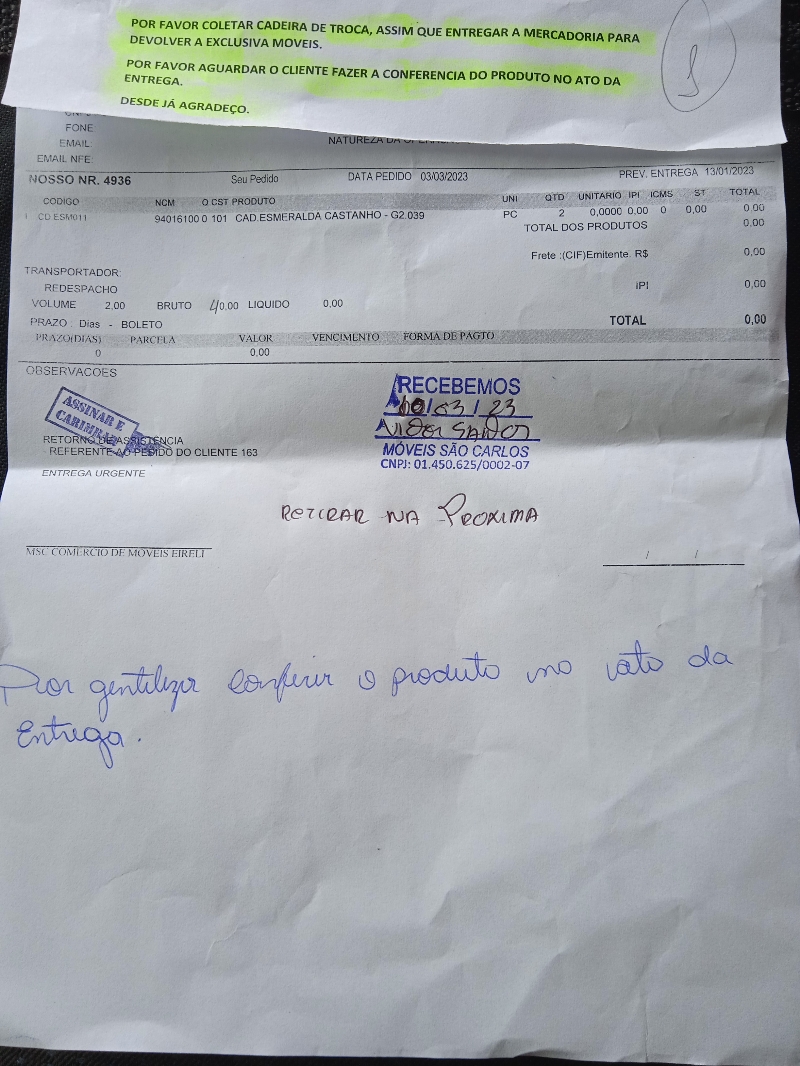 POR FAVOR COLETAR CADEIRA DE TROCA, ASSIM QUE ENTREGAR A MERCADORIA PARA
DEVOLVER A EXCLUSIVA MOVEIS.
POR FAVOR AGUARDAR O CLIENTE FAZER A CONFERENCIA DO PRODUTO NO ATO DA
ENTREGA.
DESDE JÁ AGRADEÇO.
FONE:
EMAIL:
EMAIL NFE:
NATUREZA DA
NOSSO NR. 4936 Seu Pedido DATA PEDIDO 03/03/2023 PREV. ENTREGA 13/01/2023
CODIGO NCM O CST PRODUTO UNI QTD UNITARIO IPI ICMS ST TOTAL
CD.ESM011 94016100 0 101 CAD.ESMERALDA CASTANHO - G2.039 PC 2 0,0000 0,00 0 0,00 0,00
TOTAL DOS PRODUTOS 0,00
Frete :(CIF)Emitente. R$ 0,00
TRANSPORTADOR:
REDESPACHO IPI 0,00
VOLUME 2,00 BRUTO 0,00 LIQUIDO 0,00
PRAZO : Dias - BOLETO TOTAL 0,00
PRAZO(DIAS) PARCELA VALOR VENCIMENTO FORMA DE PAGTO
0 0,00
OBSERVACOES
ASSINAR E
CARIMBAR
RECEBEMOS
10/03/23
SANTOS
MÓVEIS SÃO CARLOS
CNPJ: 01.450.625/0002-07
RETORNO DE ASSISTENCIA
REFERENTE AO PEDIDO DO CLIENTE 163
ENTREGA URGENTE
RETIRAR NA PROXIMA
MSC COMERCIO DE MOVEIS EIRELI / /
Por gentileza conferir o produto no ato da
Entrega.